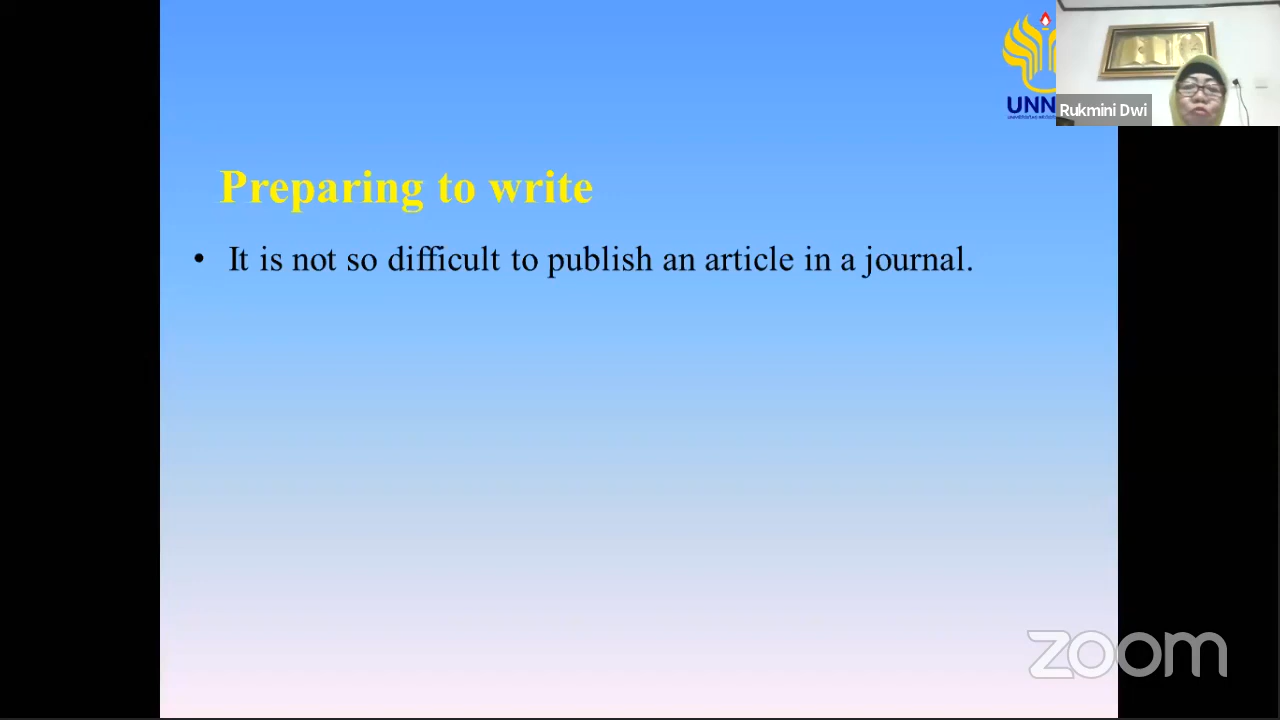 UNN
Rukmini Dwi
Preparing to write
• It is not so difficult to publish an article in a journal.
zoom